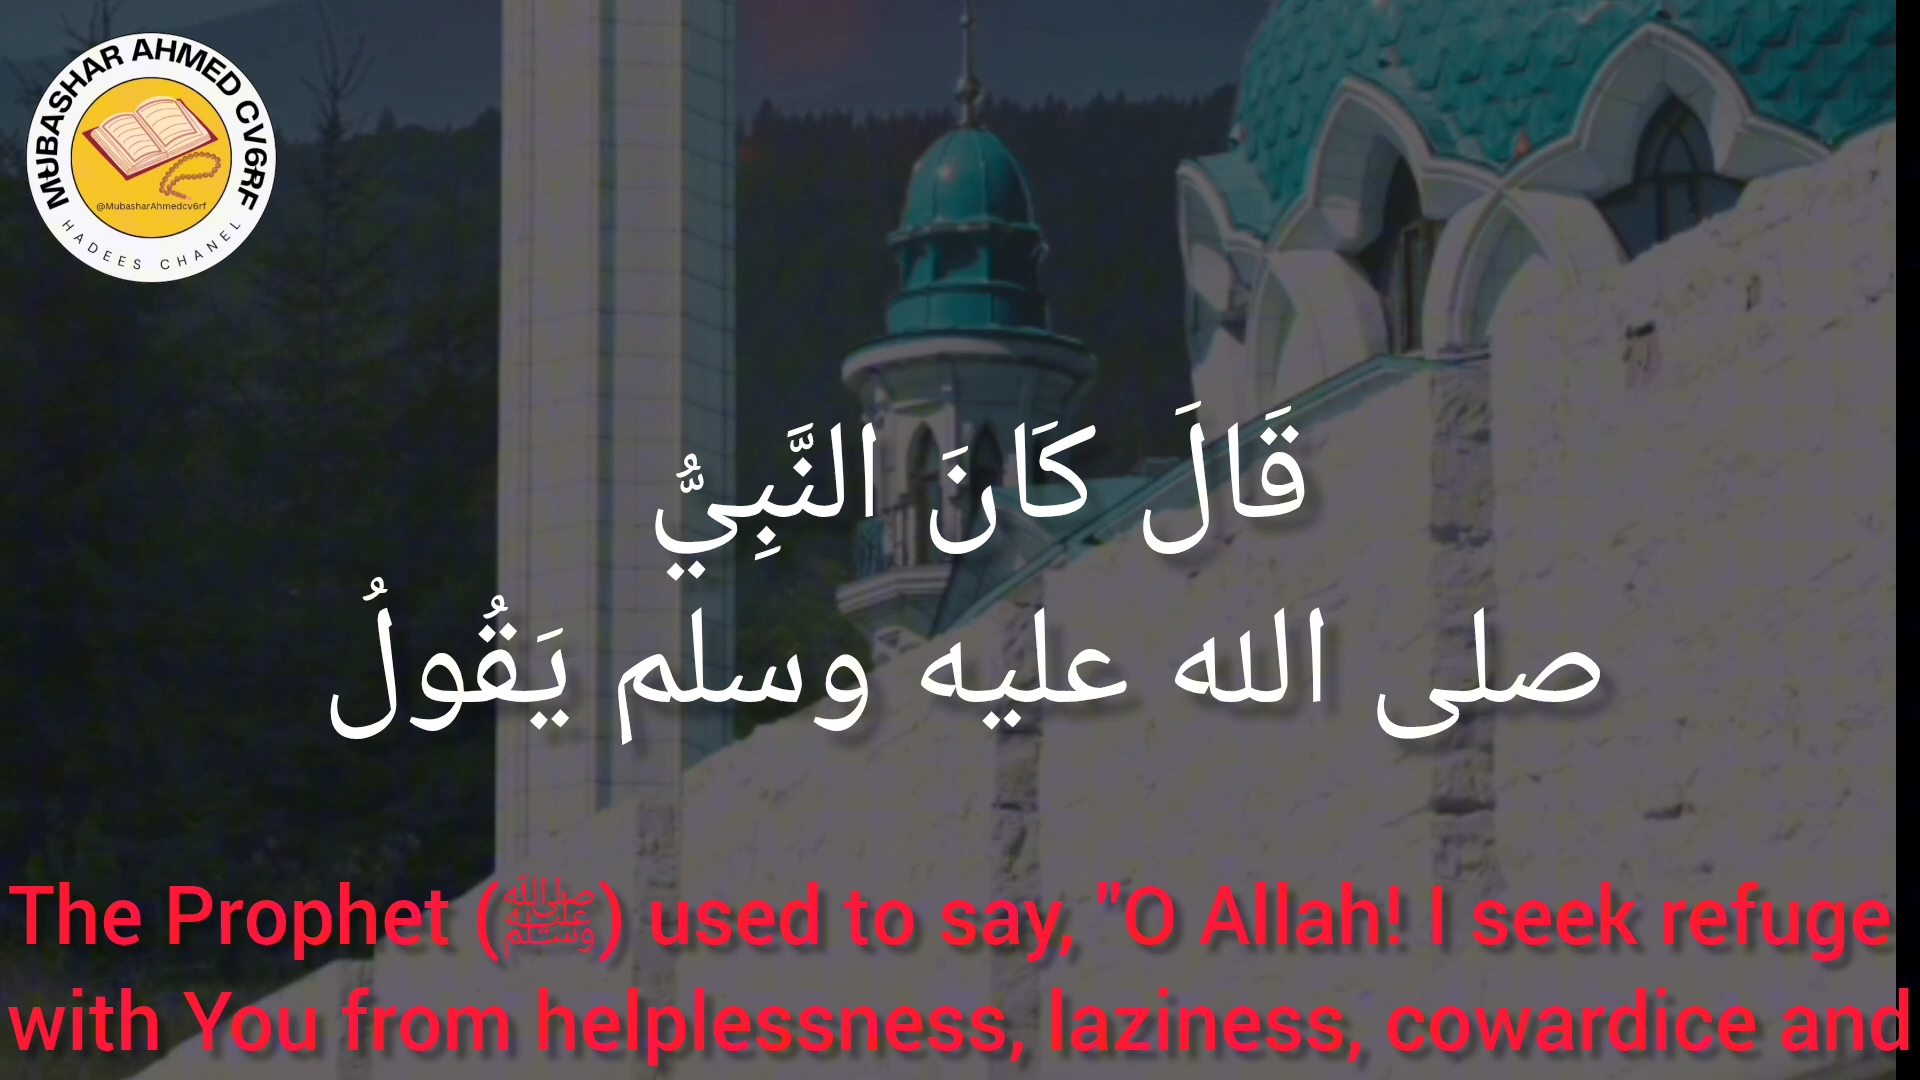 MUBASHAR AHMED CV6RF
@MubasharAhmedcv6rf
HADEES CHANEL
قَالَ كَانَ النَّبِيُّ
صلى الله عليه وسلم يَقُولُ
The Prophet (ﷺ) used to say, "O Allah! I seek refuge
with You from helplessness, laziness, cowardice and